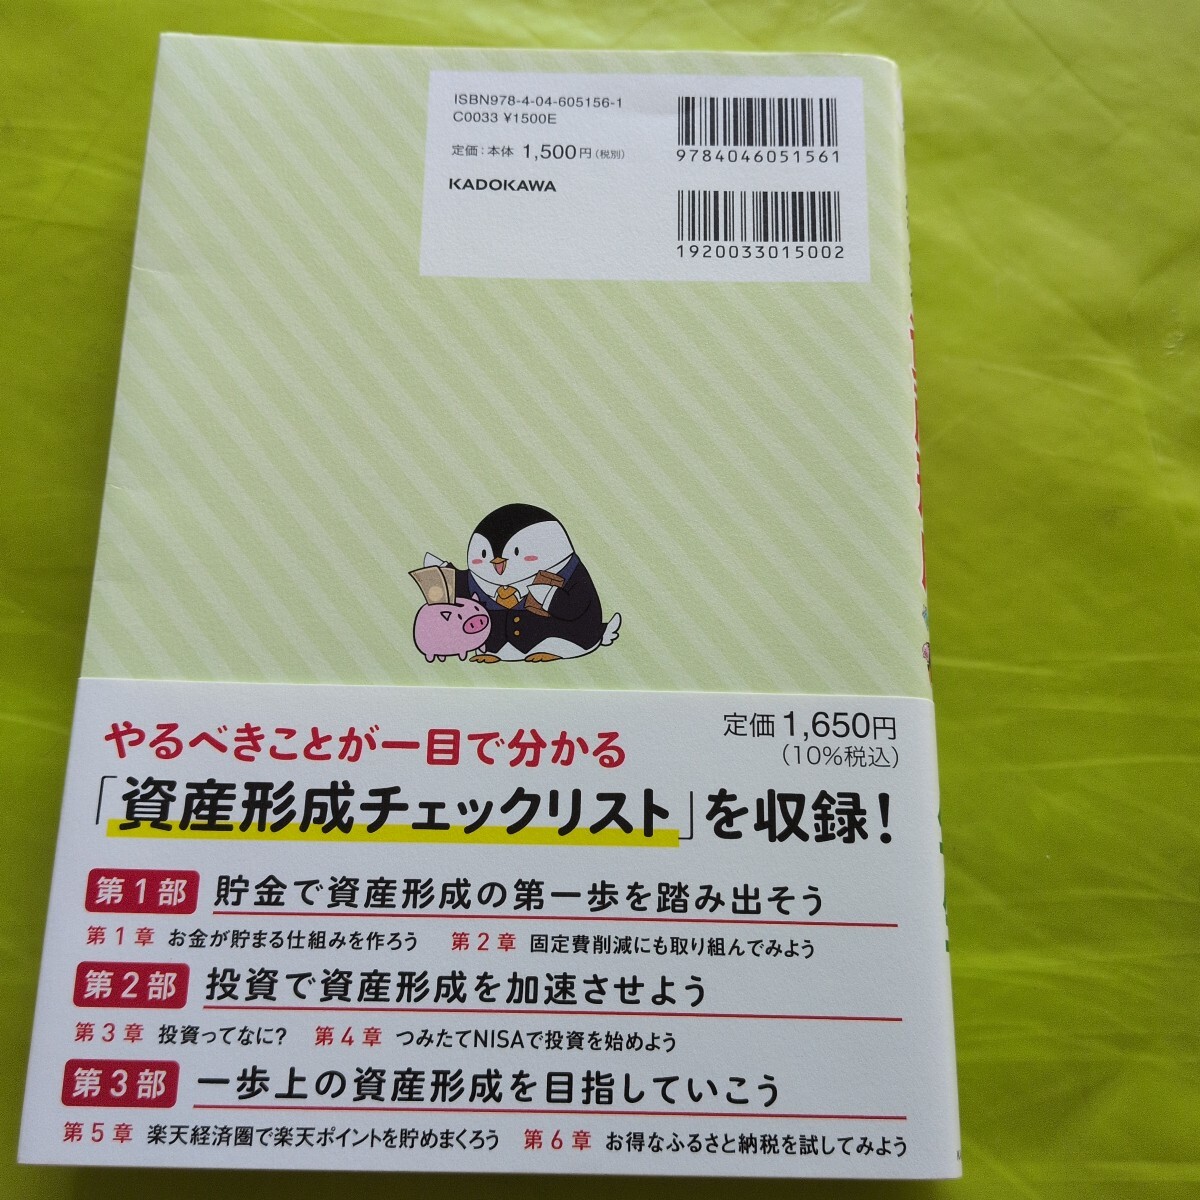 ISBN978-4-04-605156-1
C0033 ¥1500E
定価：本体 1,500円（税別）
KADOKAWA
9784046051561
1920033015002
やるべきことが一目で分かる
「資産形成チェックリスト」を収録！
定価 1,650円
（10%税込）
第1部 貯金で資産形成の第一歩を踏み出そう
第1章 お金が貯まる仕組みを作ろう 第2章 固定費削減にも取り組んでみよう
第2部 投資で資産形成を加速させよう
第3章 投資ってなに？ 第4章 つみたてNISAで投資を始めよう
第3部 一歩上の資産形成を目指していこう
第5章 楽天経済圏で楽天ポイントを貯めまくろう 第6章 お得なふるさと納税を試してみよう